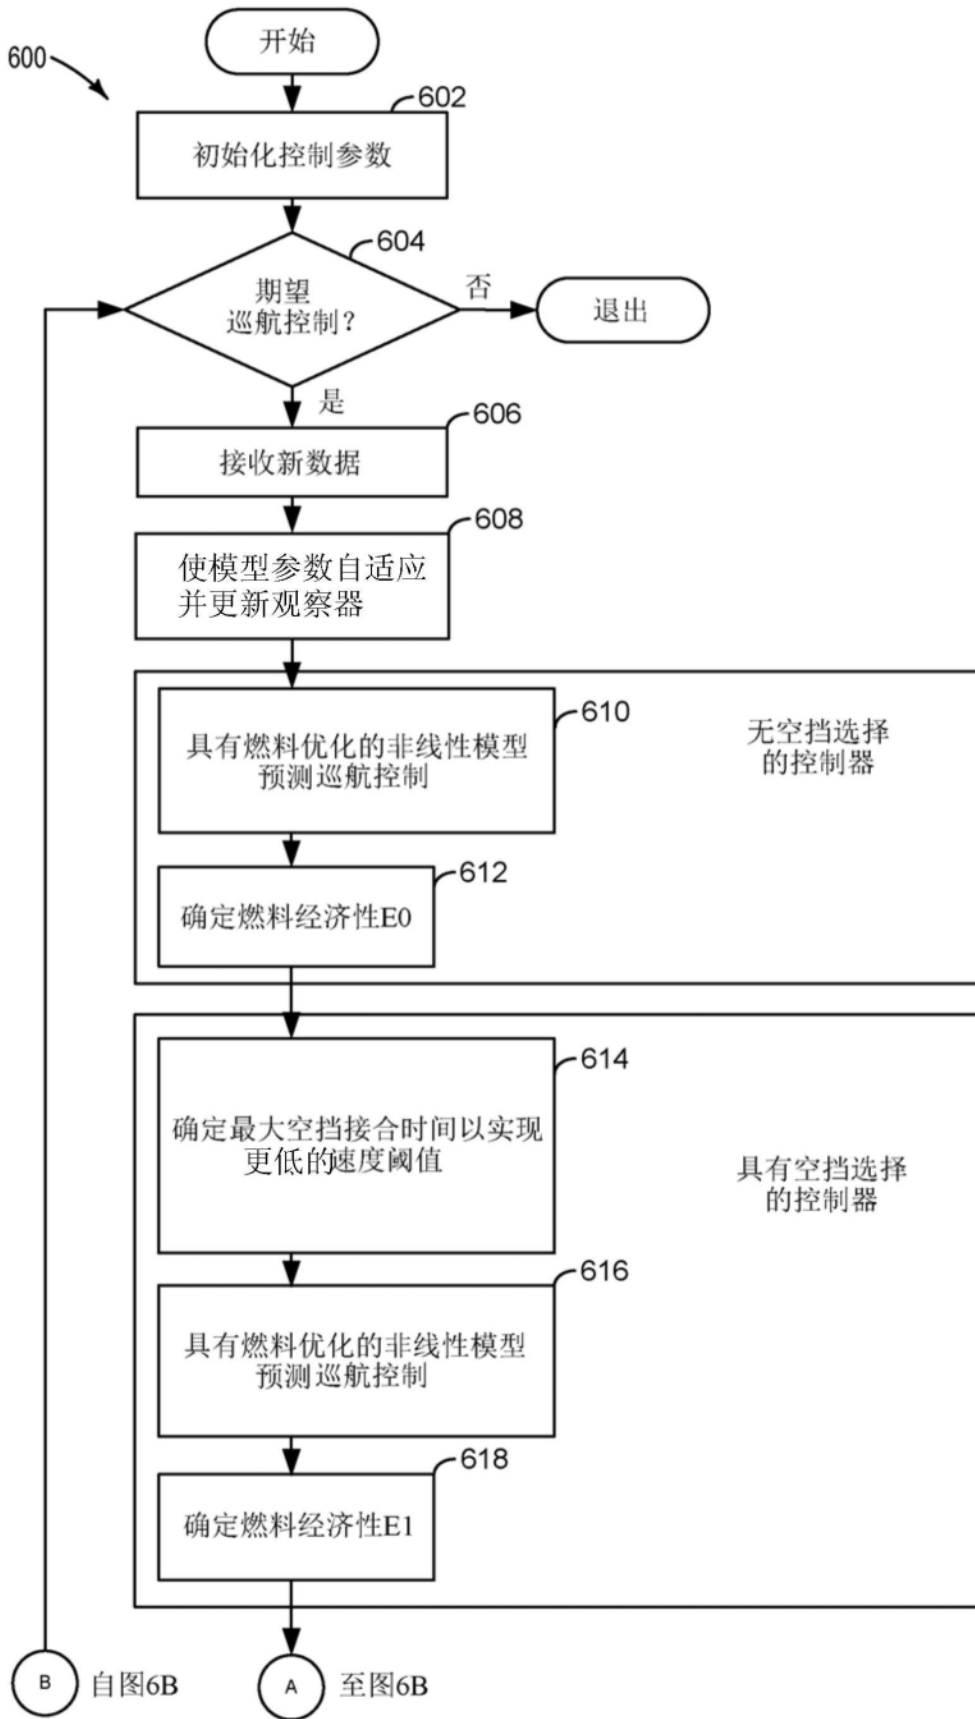 开始
600
602
初始化控制参数
604
期望
巡航控制?
否
退出
是
606
接收新数据
608
使模型参数自适应
并更新观察器
610
具有燃料优化的非线性模型
预测巡航控制
无空挡选择
的控制器
612
确定燃料经济性E0
614
确定最大空挡接合时间以实现
更低的速度阈值
具有空挡选择
的控制器
616
具有燃料优化的非线性模型
预测巡航控制
618
确定燃料经济性E1
B
自图6B
A
至图6B